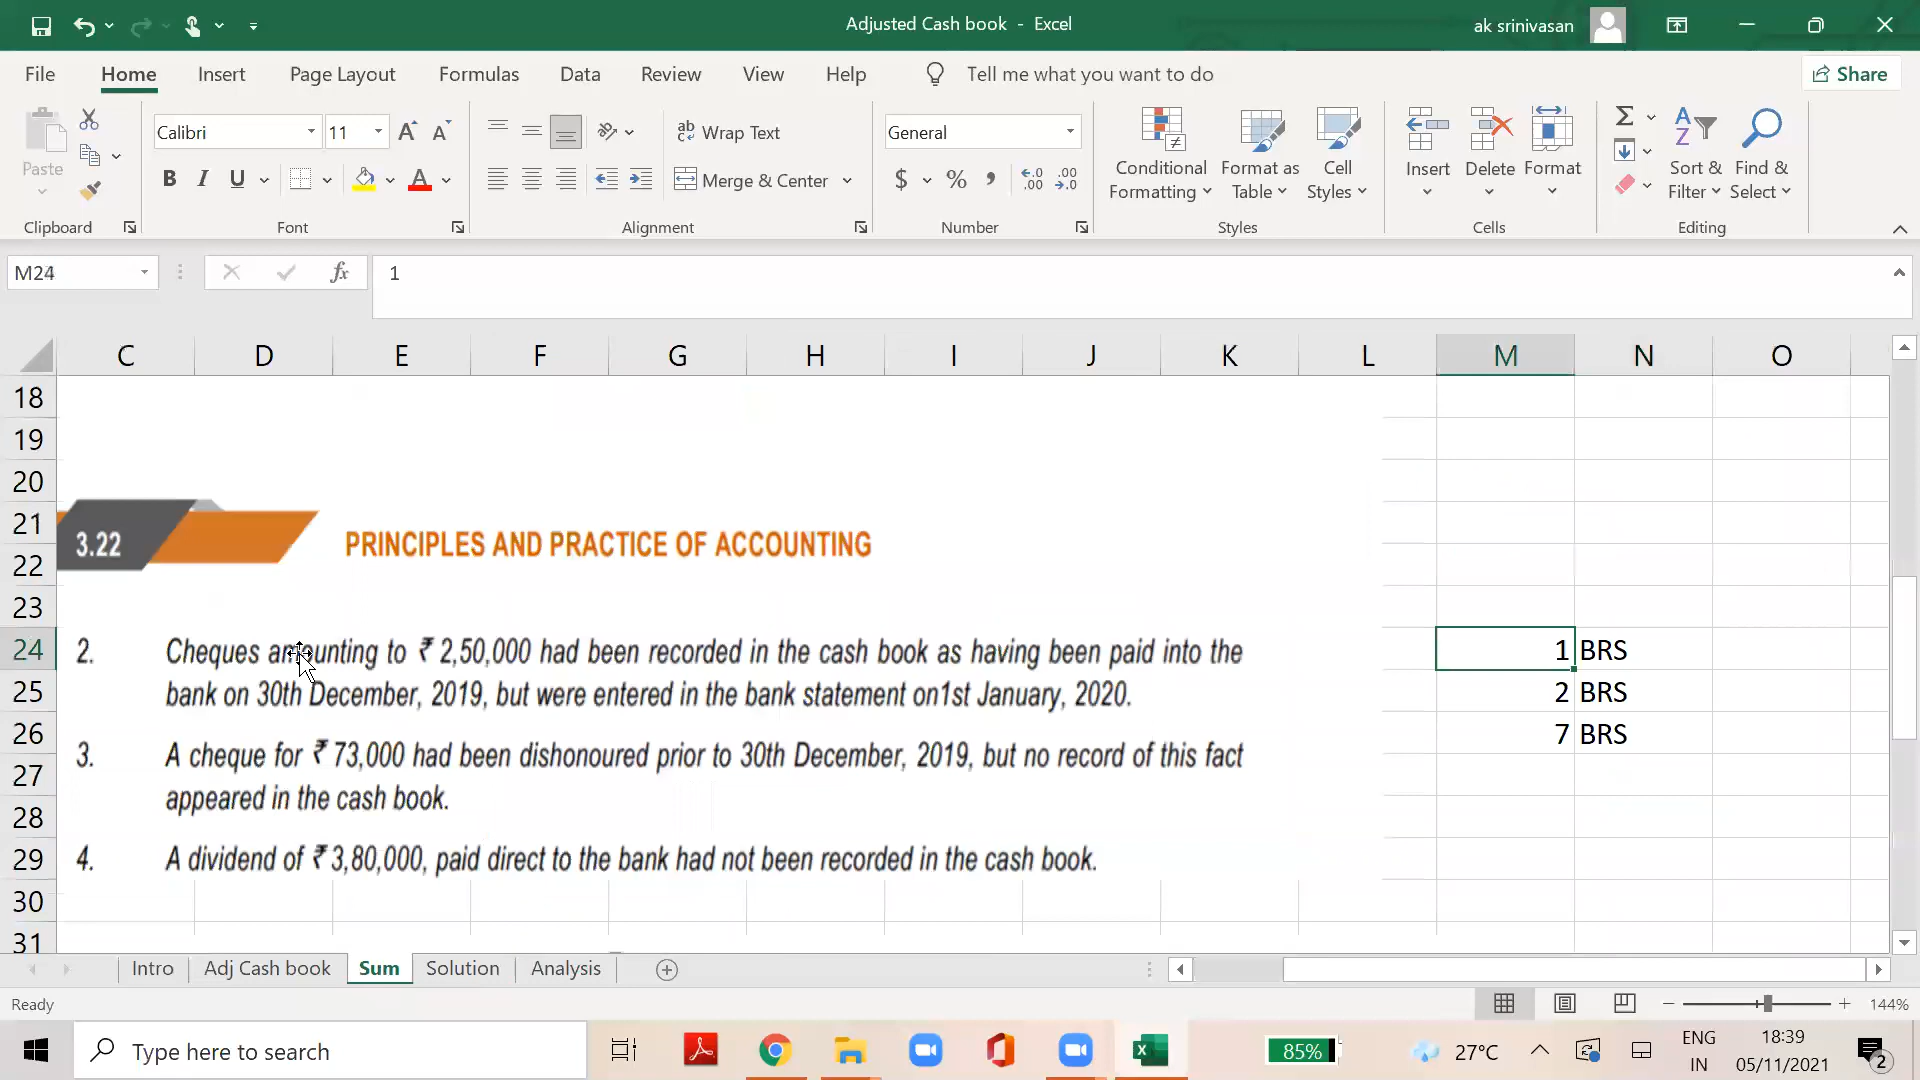 Adjusted Cash book - Excel
ak srinivasan
File Home Insert Page Layout Formulas Data Review View Help Tell me what you want to do Share
Calibri 11 Wrap Text General
Paste B I U Merge & Center $ % Conditional Formatting Format as Table Cell Styles Insert Delete Format Sort & Filter Find & Select
Clipboard Font Alignment Number Styles Cells Editing
M24 fx 1
C D E F G H I J K L M N O
18
19
20
21
3.22 PRINCIPLES AND PRACTICE OF ACCOUNTING
22
23
24 2. Cheques amounting to ₹ 2,50,000 had been recorded in the cash book as having been paid into the 1 BRS
25 bank on 30th December, 2019, but were entered in the bank statement on1st January, 2020. 2 BRS
26 3. A cheque for ₹ 73,000 had been dishonoured prior to 30th December, 2019, but no record of this fact 7 BRS
27
28 appeared in the cash book.
29 4. A dividend of ₹ 3,80,000, paid direct to the bank had not been recorded in the cash book.
30
31
Intro Adj Cash book Sum Solution Analysis
Ready 144%
Type here to search 85% 27°C ENG 18:39
IN 05/11/2021 2